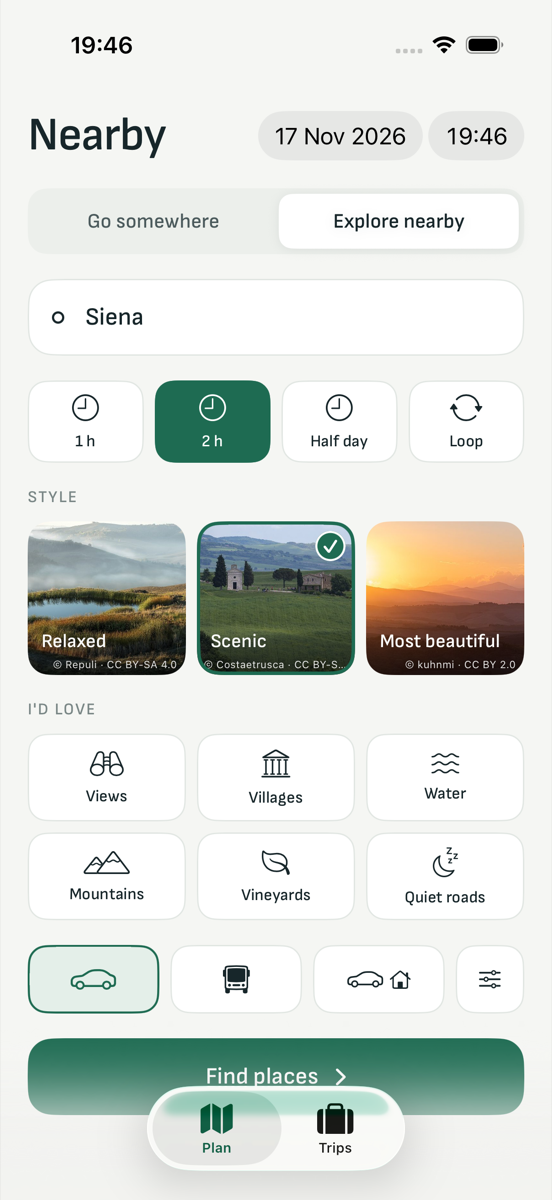 19:46
Nearby
17 Nov 2026
19:46
Go somewhere
Explore nearby
Siena
1 h
2 h
Half day
Loop
STYLE
Relaxed
Scenic
Most beautiful
© Repuli · CC BY-SA 4.0
© Costaetrusca · CC BY-S...
© kuhnmi · CC BY 2.0
I'D LOVE
Views
Villages
Water
Mountains
Vineyards
Quiet roads
Find places
Plan
Trips